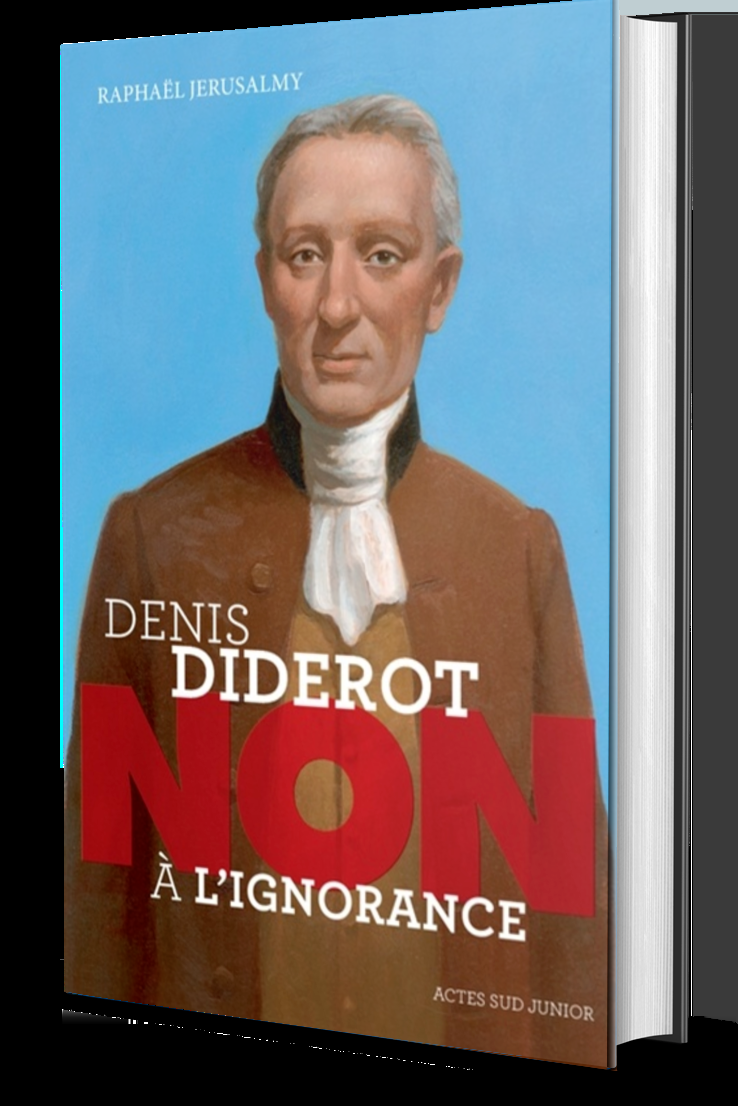 RAPHAËL JERUSALMY
DENIS
DIDEROT
NON
À L'IGNORANCE
ACTES SUD JUNIOR